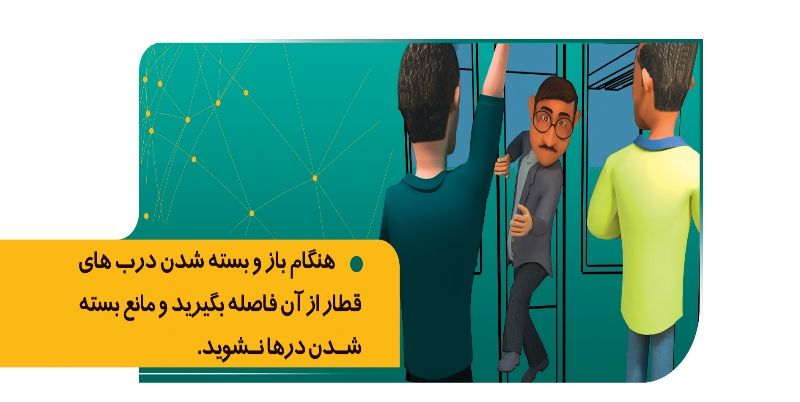 هنگام باز و بسته شدن درب های
قطار از آن فاصله بگیرید و مانع بسته
شدن درها نشوید.